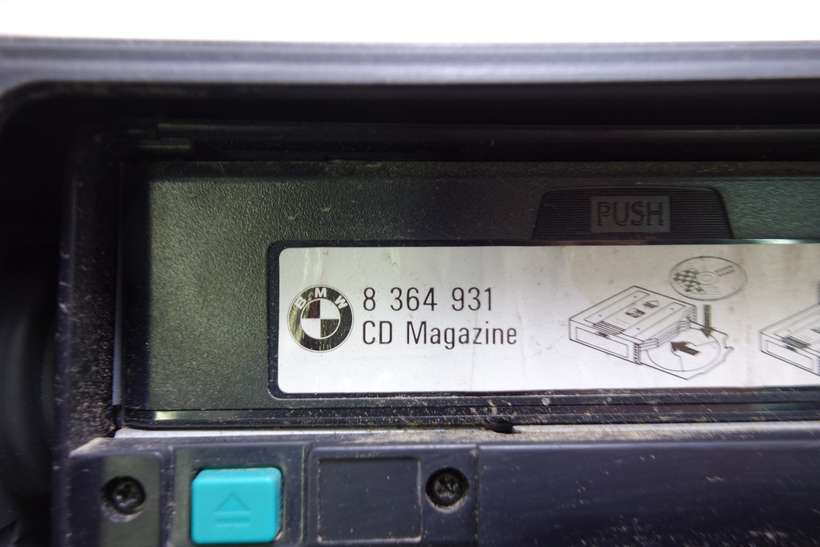 PUSH
BMW
8 364 931
CD Magazine